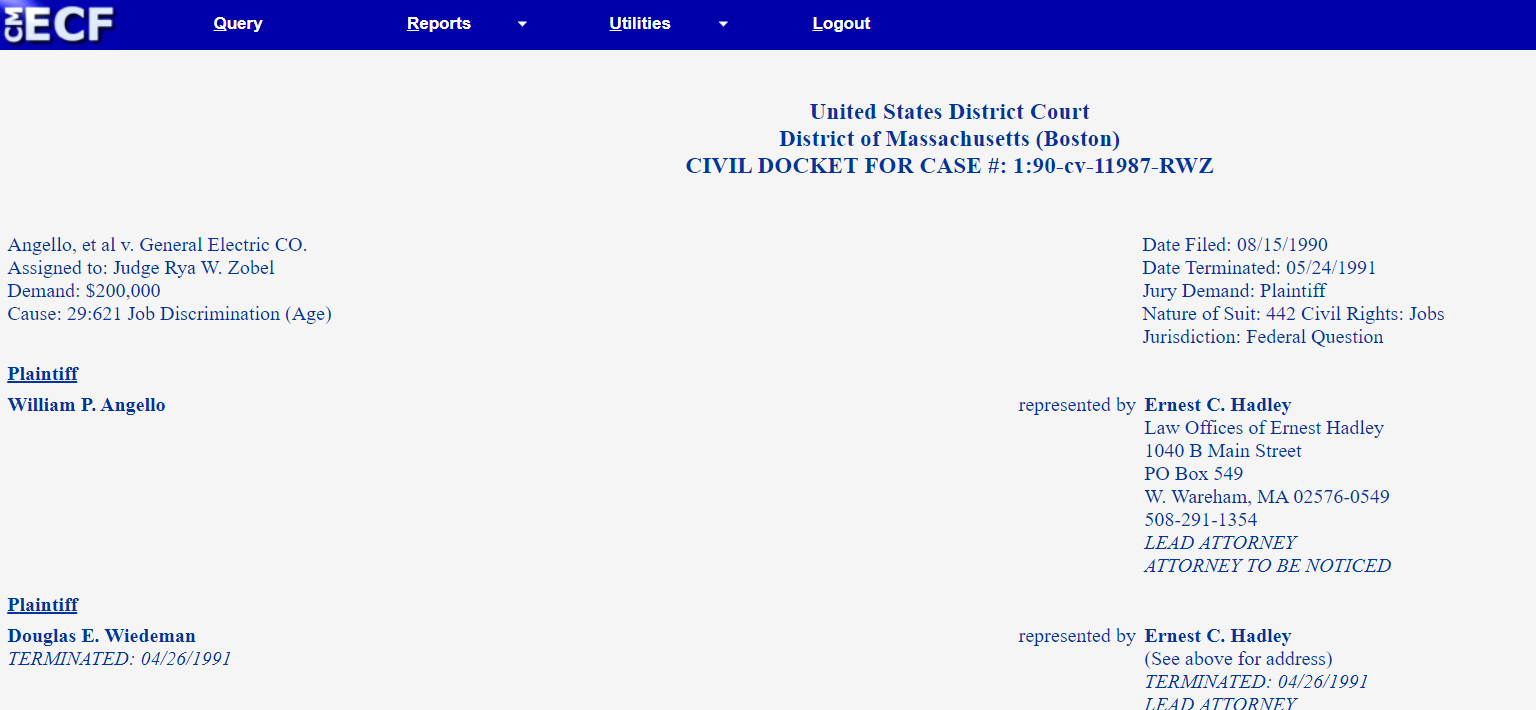 CM ECF Query Reports Utilities Logout
United States District Court
District of Massachusetts (Boston)
CIVIL DOCKET FOR CASE #: 1:90-cv-11987-RWZ
Angello, et al v. General Electric CO.
Assigned to: Judge Rya W. Zobel
Demand: $200,000
Cause: 29:621 Job Discrimination (Age)
Date Filed: 08/15/1990
Date Terminated: 05/24/1991
Jury Demand: Plaintiff
Nature of Suit: 442 Civil Rights: Jobs
Jurisdiction: Federal Question
Plaintiff
William P. Angello
represented by Ernest C. Hadley
Law Offices of Ernest Hadley
1040 B Main Street
PO Box 549
W. Wareham, MA 02576-0549
508-291-1354
LEAD ATTORNEY
ATTORNEY TO BE NOTICED
Plaintiff
Douglas E. Wiedeman
TERMINATED: 04/26/1991
represented by Ernest C. Hadley
(See above for address)
TERMINATED: 04/26/1991
LEAD ATTORNEY